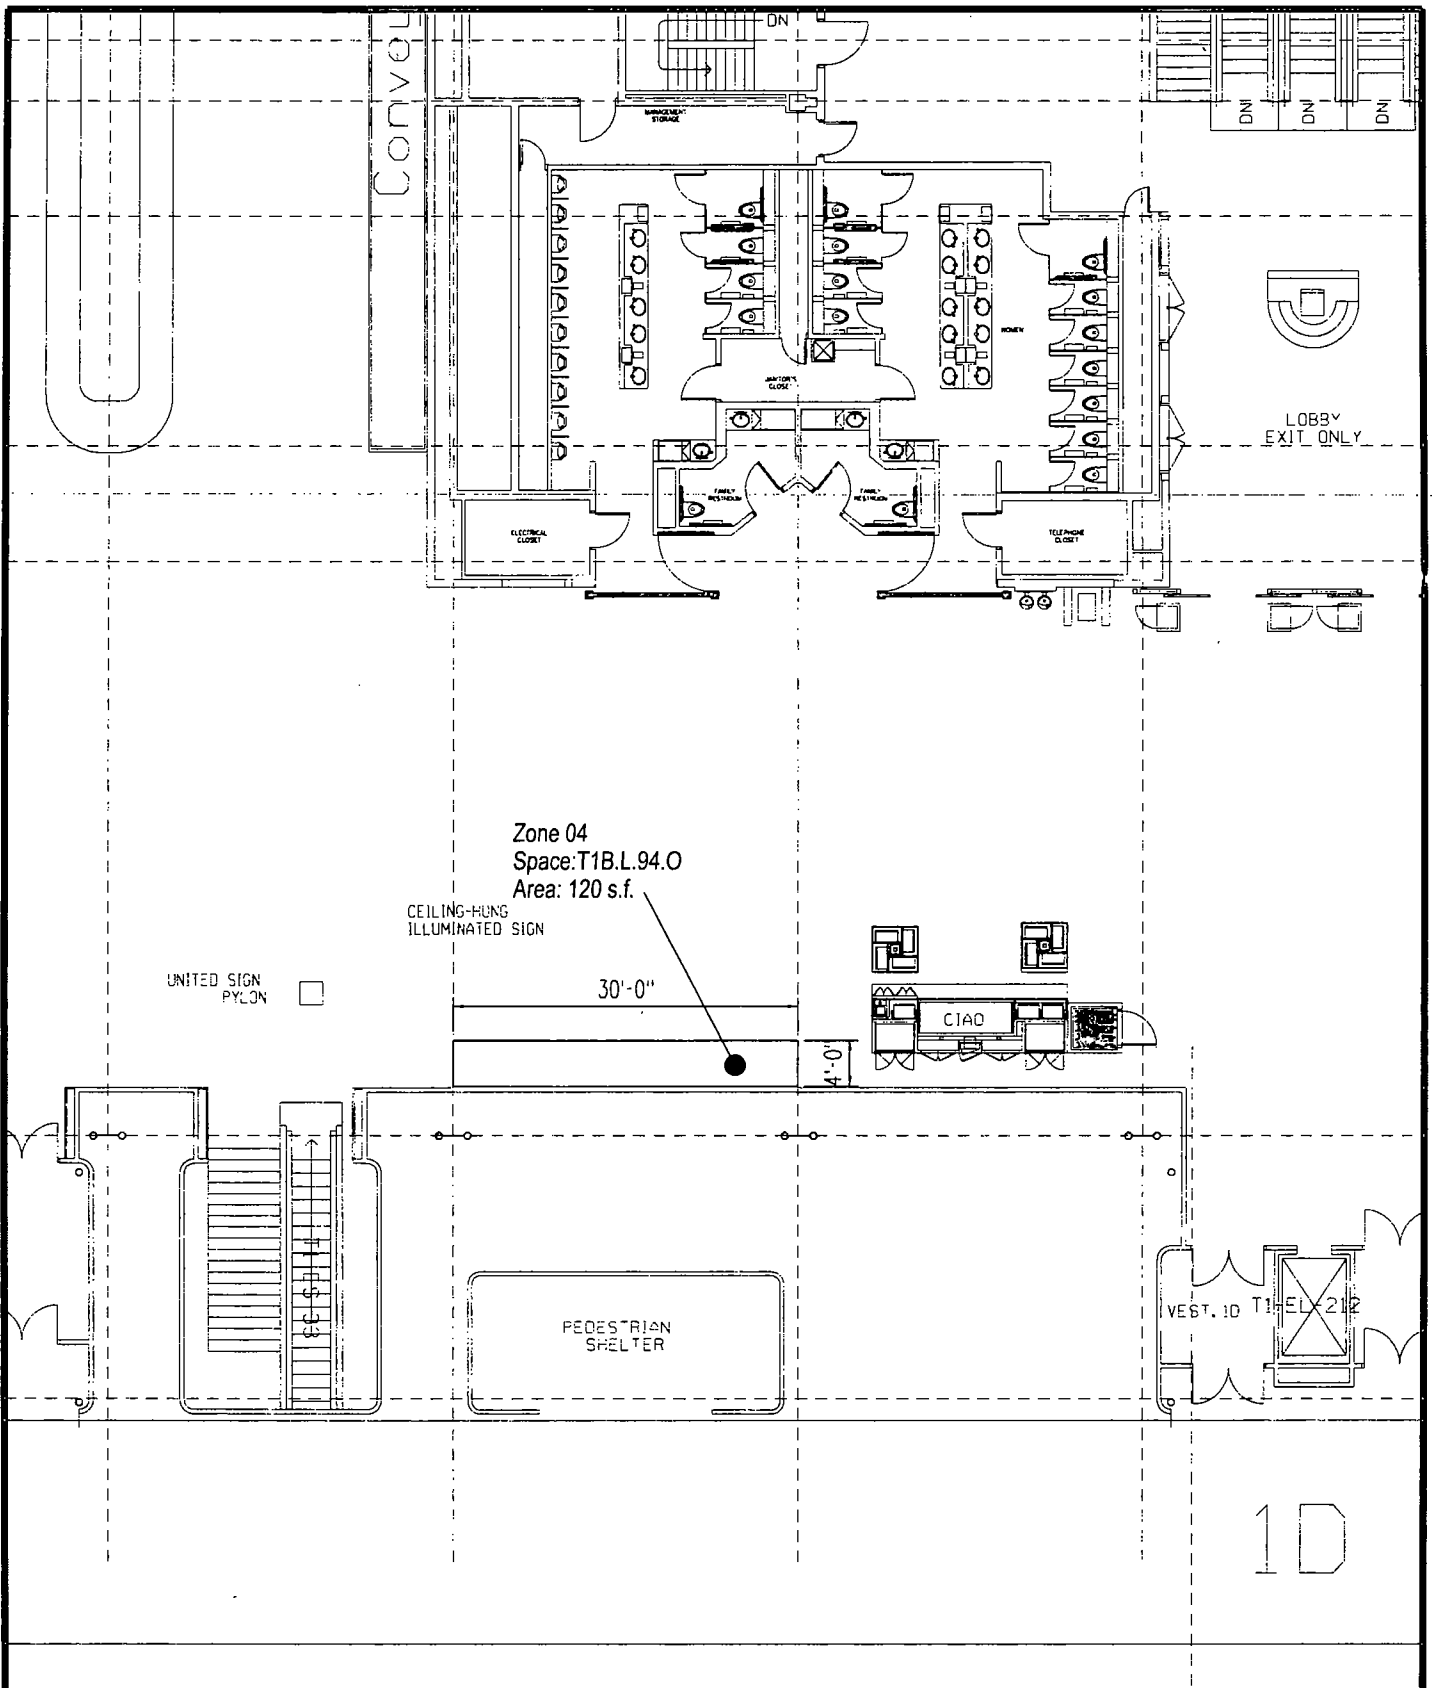 DN
Conveyo
MANAGEMENT
STORAGE
DN
DN
DN
WOMEN
JANITOR'S
CLOSET
LOBBY
EXIT ONLY
FAMILY
RESTROOM
FAMILY
RESTROOM
ELECTRICAL
CLOSET
TELEPHONE
CLOSET
Zone 04
Space:T1B.L.94.O
Area: 120 s.f.
CEILING-HUNG
ILLUMINATED SIGN
UNITED SIGN
PYLON
30'-0"
CIAO
4'-0"
PEDESTRIAN
SHELTER
VEST. 1D
T1-EL-212
1D